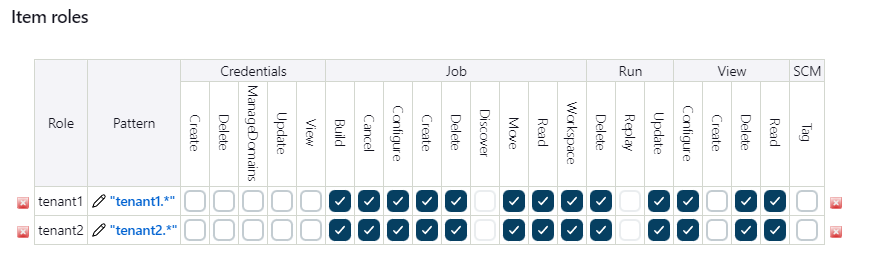 Item roles
Role
Pattern
Credentials
Job
Run
View
SCM
Create
Delete
ManageDomains
Update
View
Build
Cancel
Configure
Create
Delete
Discover
Move
Read
Workspace
Delete
Replay
Update
Configure
Create
Delete
Read
Tag
tenant1 "tenant1.*"
tenant2 "tenant2.*"